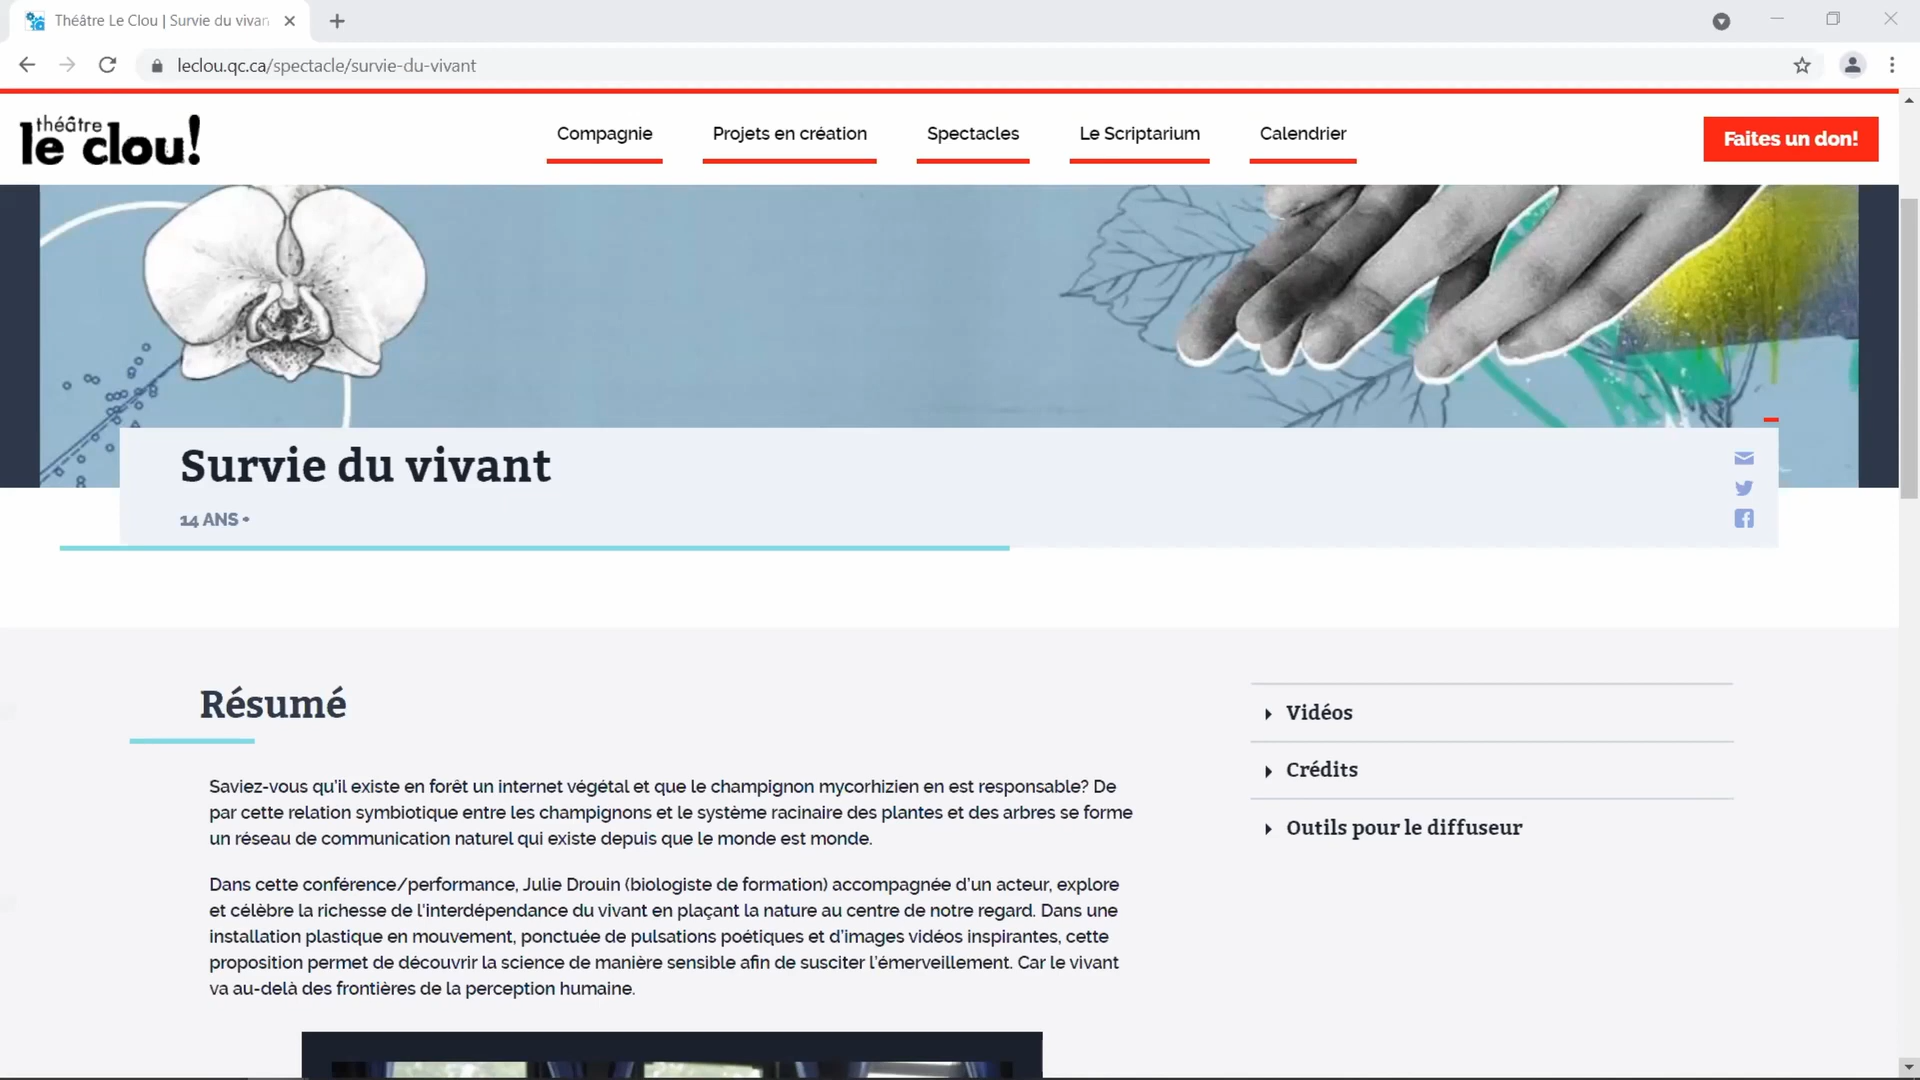 Théâtre Le Clou | Survie du vivan
leclou.qc.ca/spectacle/survie-du-vivant
théâtre
le clou!
Compagnie
Projets en création
Spectacles
Le Scriptarium
Calendrier
Faites un don!
Survie du vivant
14 ANS +
Résumé
Saviez-vous qu'il existe en forêt un internet végétal et que le champignon mycorhizien en est responsable? De
par cette relation symbiotique entre les champignons et le système racinaire des plantes et des arbres se forme
un réseau de communication naturel qui existe depuis que le monde est monde.
Dans cette conférence/performance, Julie Drouin (biologiste de formation) accompagnée d'un acteur, explore
et célèbre la richesse de l'interdépendance du vivant en plaçant la nature au centre de notre regard. Dans une
installation plastique en mouvement, ponctuée de pulsations poétiques et d'images vidéos inspirantes, cette
proposition permet de découvrir la science de manière sensible afin de susciter l'émerveillement. Car le vivant
va au-delà des frontières de la perception humaine.
Vidéos
Crédits
Outils pour le diffuseur